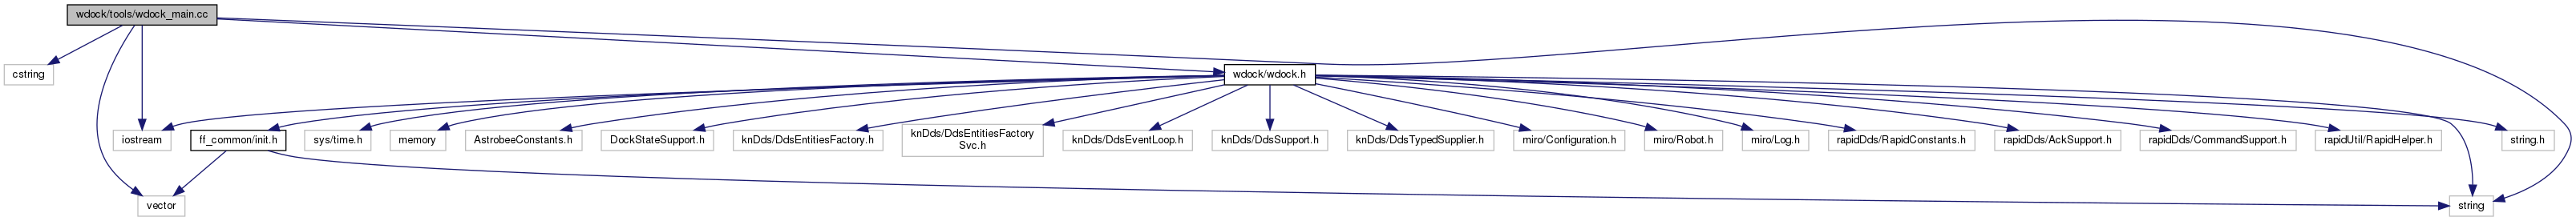 wdock/tools/wdock_main.cc
cstring
wdock/wdock.h
iostream
ff_common/init.h
sys/time.h
memory
AstrobeeConstants.h
DockStateSupport.h
knDds/DdsEntitiesFactory.h
knDds/DdsEntitiesFactory
Svc.h
knDds/DdsEventLoop.h
knDds/DdsSupport.h
knDds/DdsTypedSupplier.h
miro/Configuration.h
miro/Robot.h
miro/Log.h
rapidDds/RapidConstants.h
rapidDds/AckSupport.h
rapidDds/CommandSupport.h
rapidUtil/RapidHelper.h
string.h
vector
string